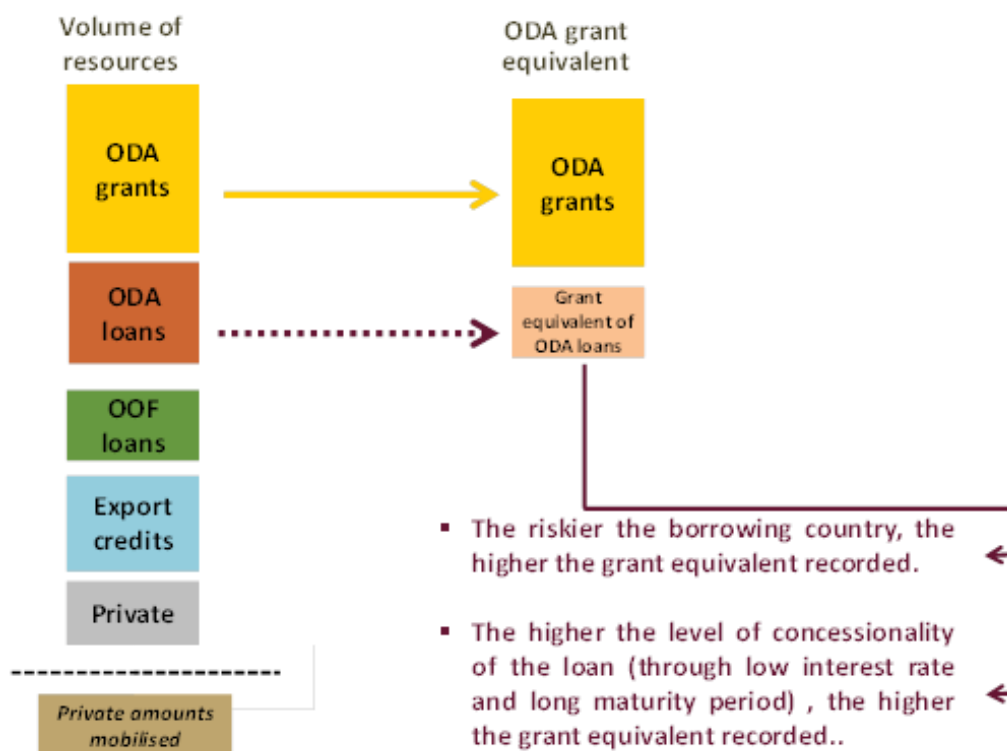 Volume of
resources
ODA grant
equivalent
ODA
grants
ODA
grants
ODA
loans
Grant
equivalent of
ODA loans
OOF
loans
Export
credits
Private
Private amounts
mobilised
▪ The riskier the borrowing country, the
higher the grant equivalent recorded.
▪ The higher the level of concessionality
of the loan (through low interest rate
and long maturity period) , the higher
the grant equivalent recorded..